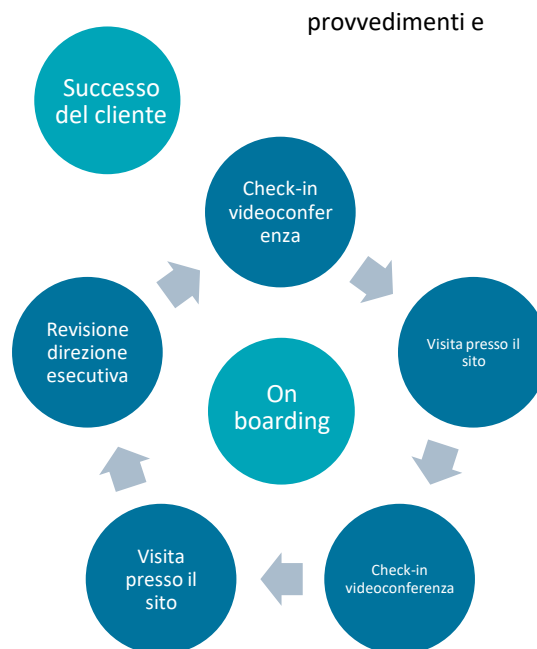 provvedimenti e
Successo
del cliente
Check-in
videoconfer
enza
Visita presso il
sito
Check-in
videoconferenza
Visita
presso il
sito
Revisione
direzione
esecutiva
On
boarding